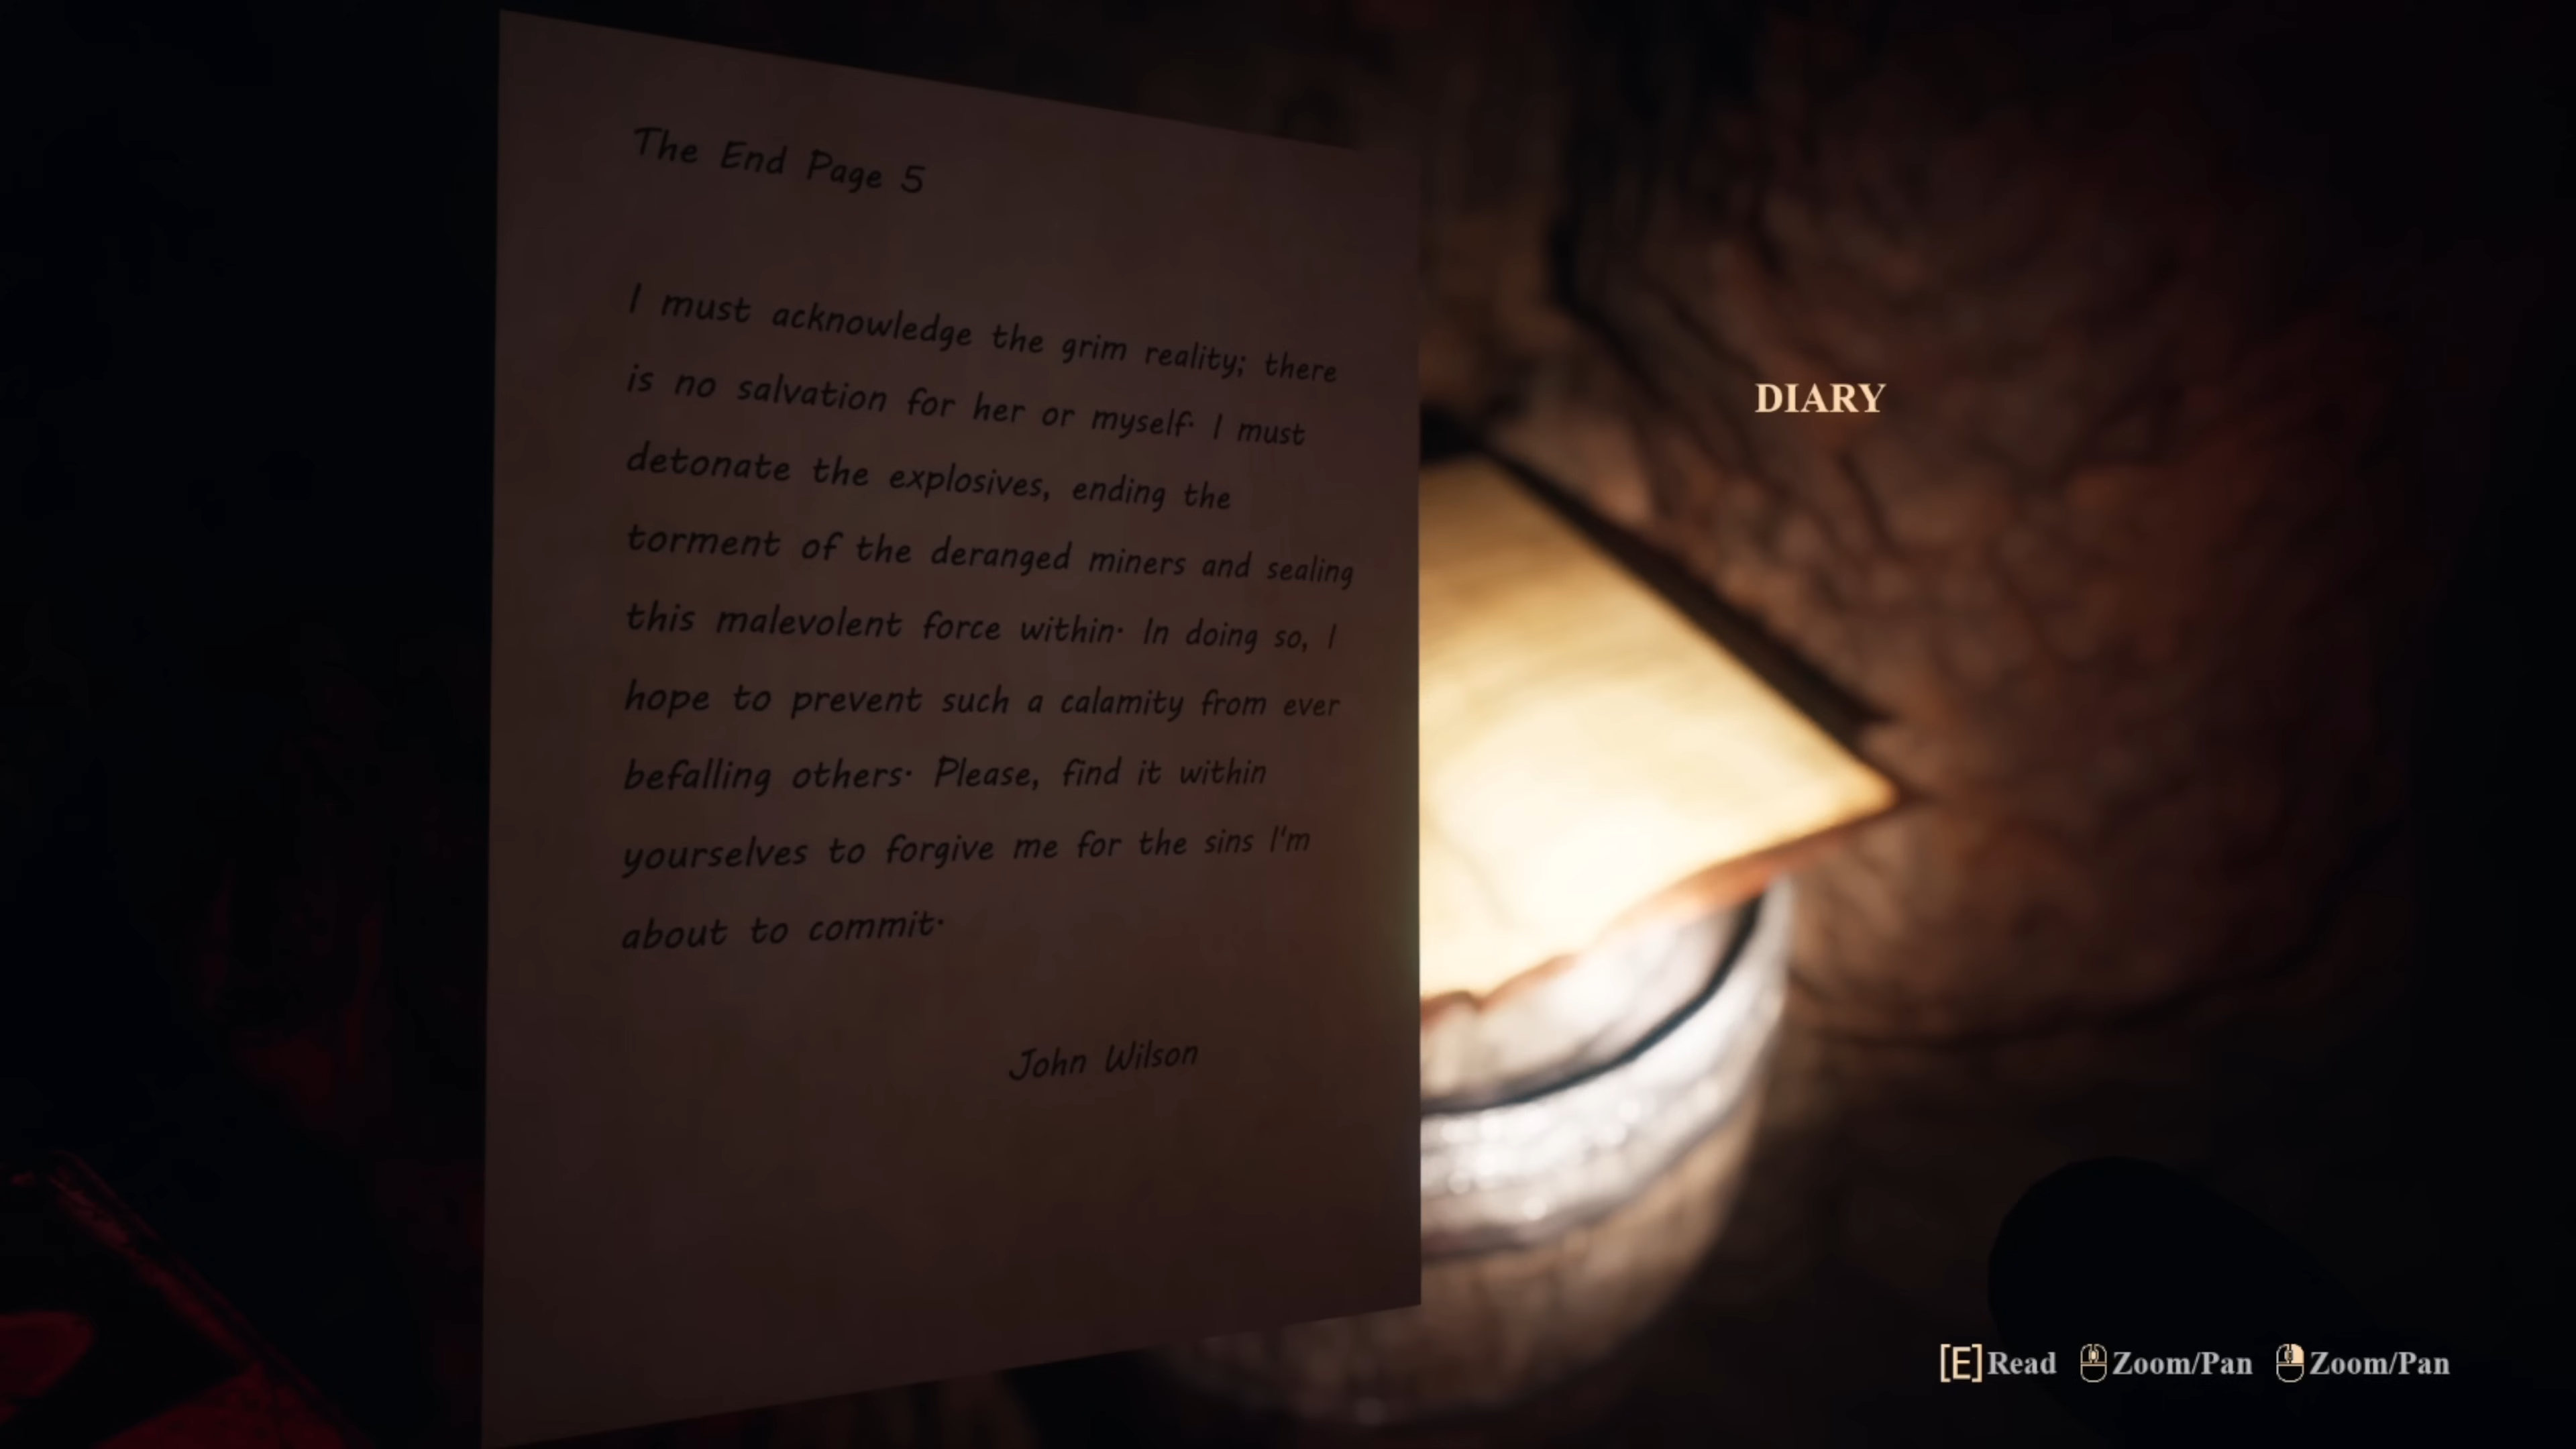 The End Page 5
I must acknowledge the grim reality; there
is no salvation for her or myself. I must
detonate the explosives, ending the
torment of the deranged miners and sealing
this malevolent force within. In doing so, I
hope to prevent such a calamity from ever
befalling others. Please, find it within
yourselves to forgive me for the sins I'm
about to commit.
John Wilson
DIARY
[E]Read Zoom/Pan Zoom/Pan